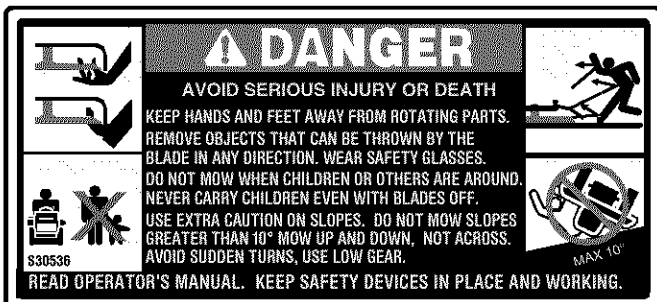 DANGER
AVOID SERIOUS INJURY OR DEATH
KEEP HANDS AND FEET AWAY FROM ROTATING PARTS.
REMOVE OBJECTS THAT CAN BE THROWN BY THE
BLADE IN ANY DIRECTION. WEAR SAFETY GLASSES.
DO NOT MOW WHEN CHILDREN OR OTHERS ARE AROUND.
NEVER CARRY CHILDREN EVEN WITH BLADES OFF.
USE EXTRA CAUTION ON SLOPES. DO NOT MOW SLOPES
GREATER THAN 10° MOW UP AND DOWN, NOT ACROSS.
AVOID SUDDEN TURNS, USE LOW GEAR.
S30536
MAX 10°
READ OPERATOR'S MANUAL. KEEP SAFETY DEVICES IN PLACE AND WORKING.